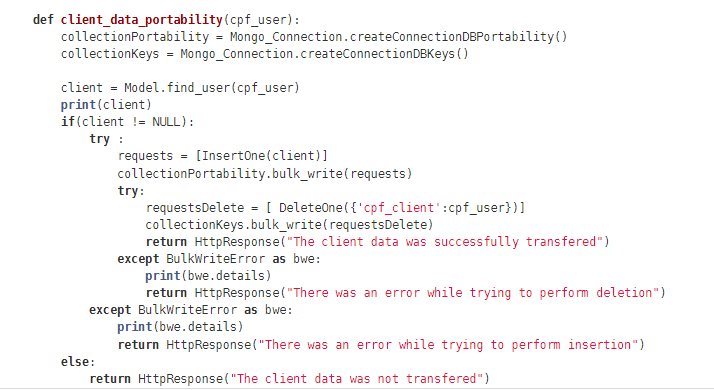 def client_data_portability(cpf_user):
    collectionPortability = Mongo_Connection.createConnectionDBPortability()
    collectionKeys = Mongo_Connection.createConnectionDBKeys()

    client = Model.find_user(cpf_user)
    print(client)
    if(client != NULL):
        try :
            requests = [InsertOne(client)]
            collectionPortability.bulk_write(requests)
            try:
                requestsDelete = [ DeleteOne({'cpf_client':cpf_user})]
                collectionKeys.bulk_write(requestsDelete)
                return HttpResponse("The client data was successfully transfered")
            except BulkWriteError as bwe:
                print(bwe.details)
                return HttpResponse("There was an error while trying to perform deletion")
        except BulkWriteError as bwe:
            print(bwe.details)
            return HttpResponse("There was an error while trying to perform insertion")
    else:
        return HttpResponse("The client data was not transfered")